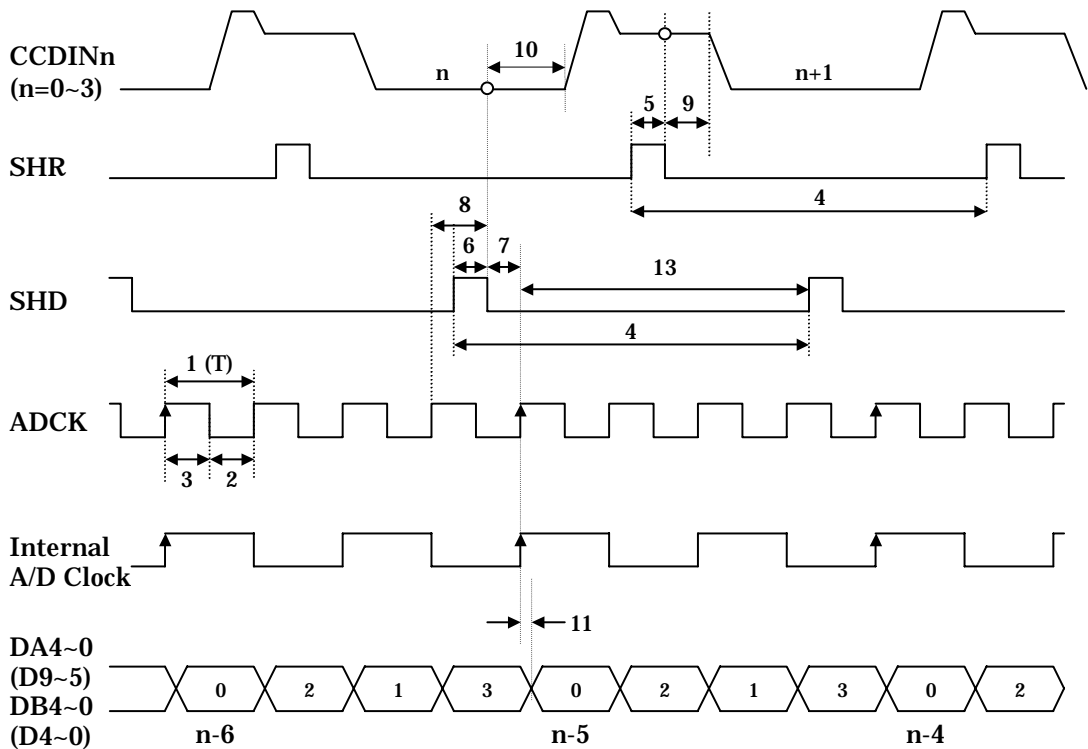 CCDINn
(n=0~3)
n
10
n+1
5
9
SHR
4
8
6
7
13
SHD
4
1 (T)
ADCK
3
2
Internal
A/D Clock
11
DA4~0
(D9~5)
DB4~0
(D4~0)
0
2
1
3
0
2
1
3
0
2
n-6
n-5
n-4